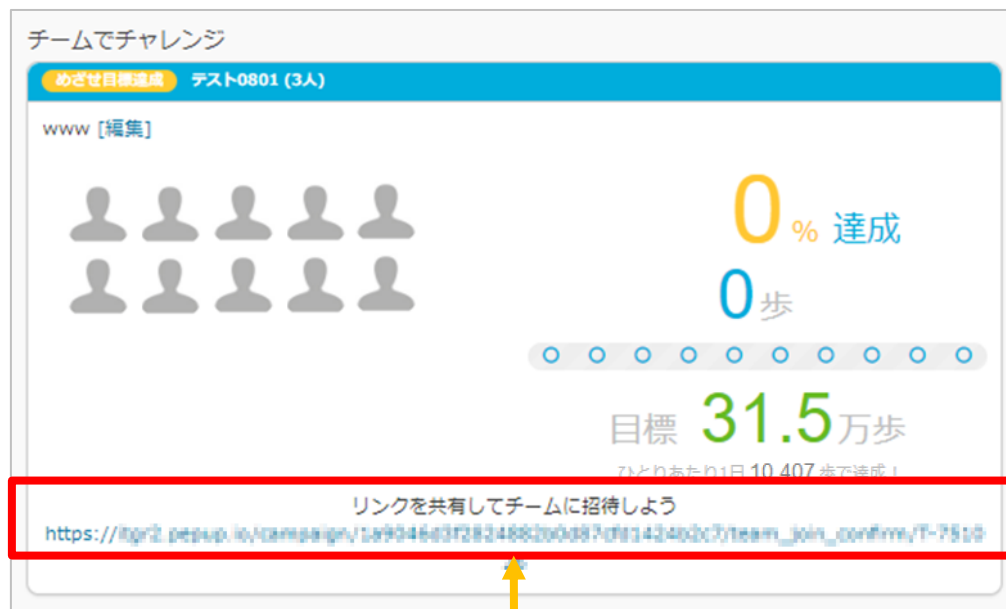 チームでチャレンジ
めざせ目標達成 テスト0801 (3人)
www [編集]
0 % 達成
0 歩
目標 31.5万歩
ひとりあたり1日 10,407 歩で達成！
リンクを共有してチームに招待しよう
https://